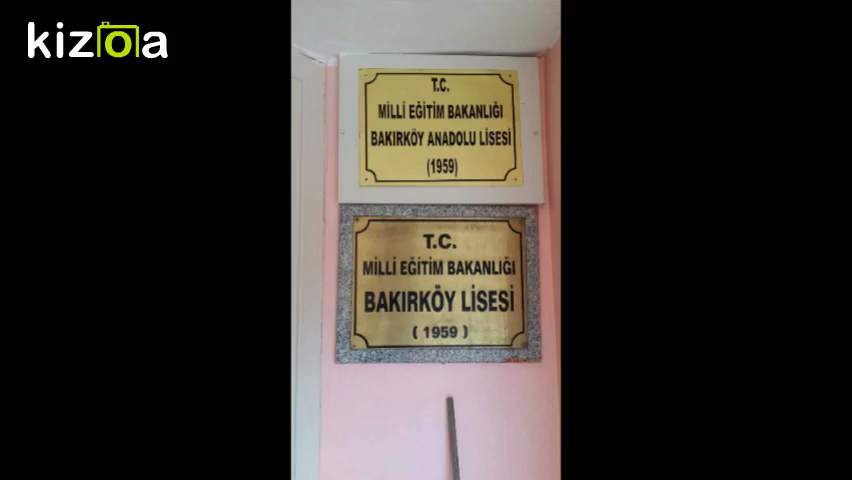 kizoa
T.C.
MİLLİ EĞİTİM BAKANLIĞI
BAKIRKÖY ANADOLU LİSESİ
(1959)
T.C.
MİLLİ EĞİTİM BAKANLIĞI
BAKIRKÖY LİSESİ
( 1959 )